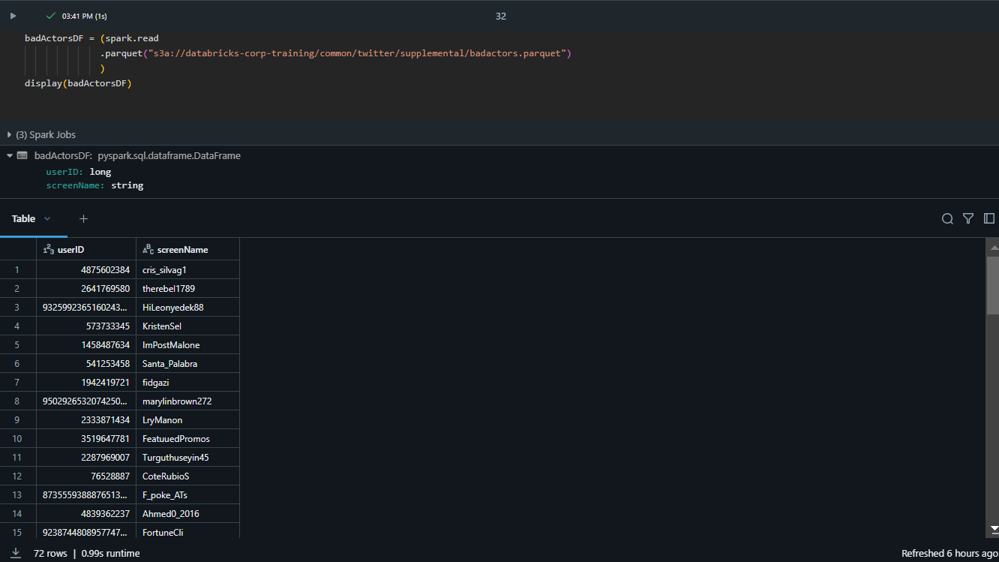 03:41 PM (1s)
32
badActorsDF = (spark.read
.parquet("s3a://databricks-corp-training/common/twitter/supplemental/badactors.parquet")
)
display(badActorsDF)
(3) Spark Jobs
badActorsDF: pyspark.sql.dataframe.DataFrame
userID: long
screenName: string
Table
userID screenName
1 4875602384 cris_silvag1
2 2641769580 therebel1789
3 9325992365160243... HiLeonyedek88
4 573733345 KristenSel
5 1458487634 ImPostMalone
6 541253458 Santa_Palabra
7 1942419721 fidgazi
8 9502926532074250... marylinbrown272
9 2333871434 LryManon
10 3519647781 FeatuuedPromos
11 2287969007 Turguthuseyin45
12 76528887 CoteRubioS
13 8735559388876513... F_poke_ATs
14 4839362237 Ahmed0_2016
15 9238744808957747... FortuneCli
72 rows | 0.99s runtime
Refreshed 6 hours ago